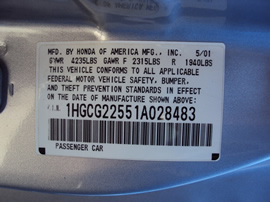 MFD. BY HONDA OF AMERICA MFG., INC. 5/01
GVWR 4235LBS GAWR F 2315LBS R 1940LBS
THIS VEHICLE CONFORMS TO ALL APPLICABLE
FEDERAL MOTOR VEHICLE SAFETY, BUMPER,
AND THEFT PREVENTION STANDARDS IN EFFECT
ON THE DATE OF MANUFACTURE SHOWN ABOVE.
V.I.N. 1HGCG22551A028483
PASSENGER CAR